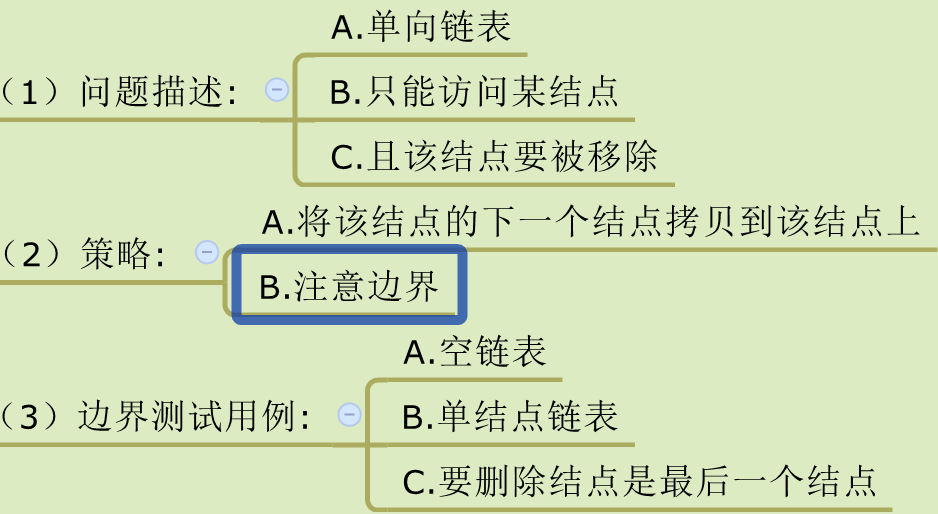 (1)问题描述:
A.单向链表
B.只能访问某结点
C.且该结点要被移除
(2)策略:
A.将该结点的下一个结点拷贝到该结点上
B.注意边界
(3)边界测试用例:
A.空链表
B.单结点链表
C.要删除结点是最后一个结点